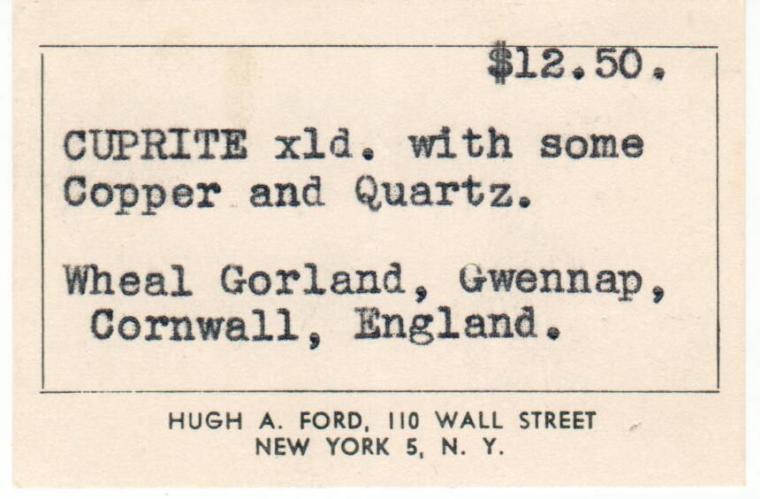 $12.50.
CUPRITE xld. with some
Copper and Quartz.
Wheal Gorland, Gwennap,
Cornwall, England.
HUGH A. FORD, 110 WALL STREET
NEW YORK 5, N. Y.